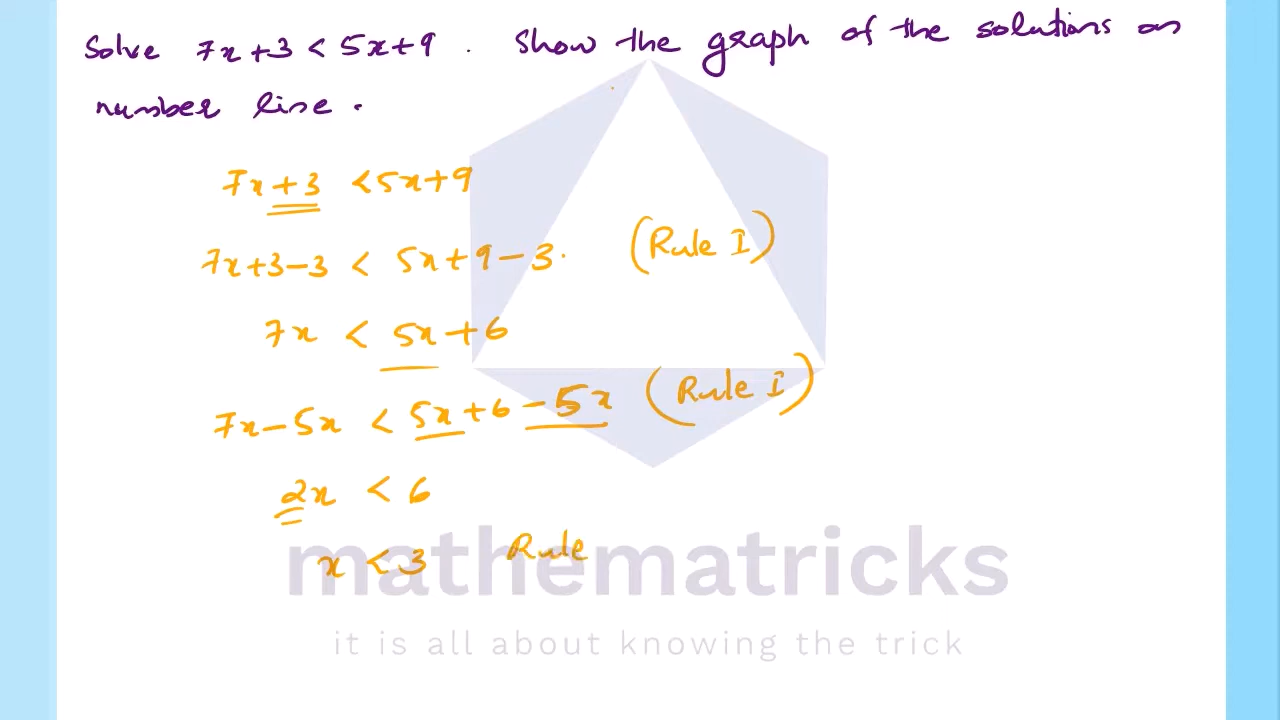 Solve 7x+3 < 5x+9 . Show the graph of the solutions on
number line.
7x+3 < 5x+9
7x+3-3 < 5x+9-3. (Rule I)
7x < 5x+6
7x-5x < 5x+6-5x (Rule I)
2x < 6
x < 3 Rule
mathematricks
it is all about knowing the trick